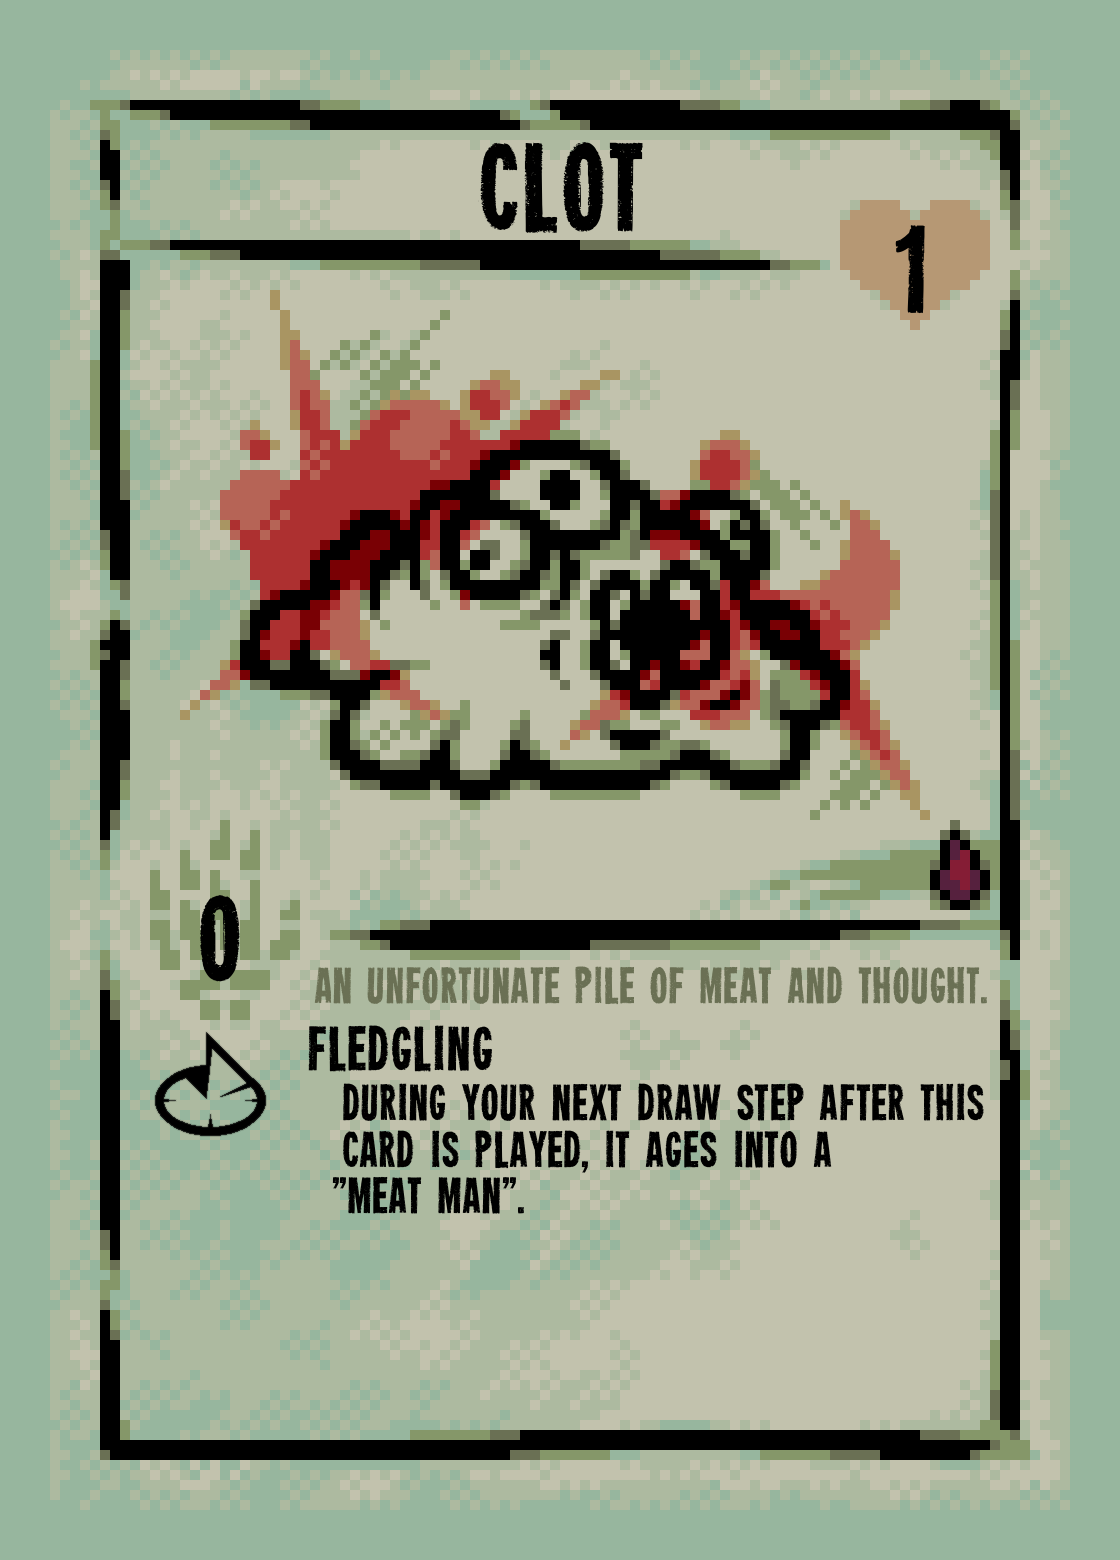 CLOT
1
0
AN UNFORTUNATE PILE OF MEAT AND THOUGHT.
FLEDGLING
DURING YOUR NEXT DRAW STEP AFTER THIS
CARD IS PLAYED, IT AGES INTO A
"MEAT MAN".